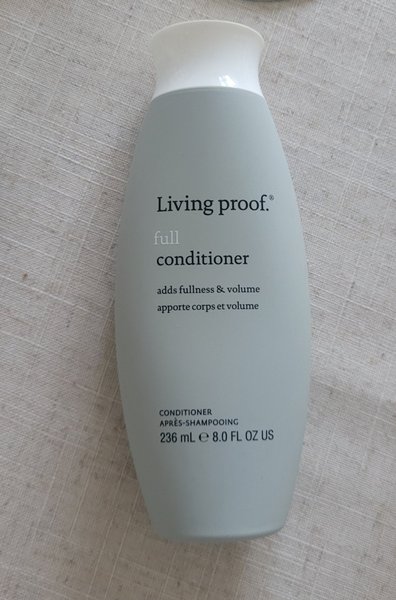 Living proof.®
full
conditioner
adds fullness & volume
apporte corps et volume
CONDITIONER
APRÈS-SHAMPOOING
236 mL ℮ 8.0 FL OZ US